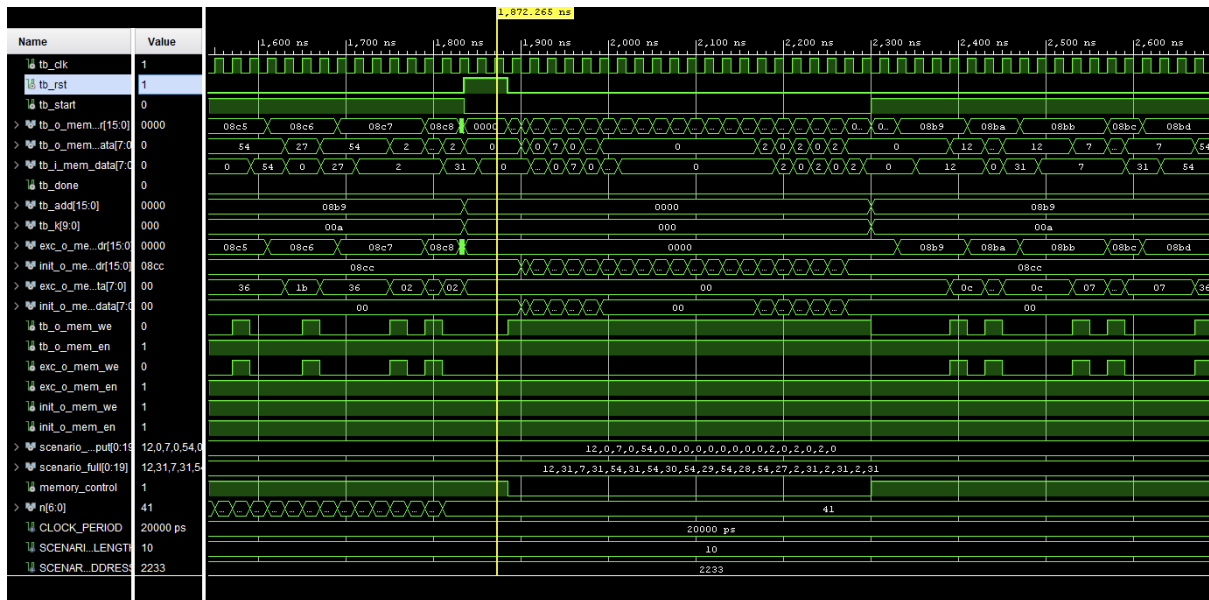 1,872.265 ns
Name Value 1,600 ns 1,700 ns 1,800 ns 1,900 ns 2,000 ns 2,100 ns 2,200 ns 2,300 ns 2,400 ns 2,500 ns 2,600 ns
tb_clk 1
tb_rst 1
tb_start 0
tb_o_mem...r[15:0] 0000 08c5 08c6 08c7 08c8 0000 ... ... ... ... ... ... ... ... ... ... ... ... ... ... ... 0... 0... 08b9 08ba 08bb 08bc 08bd
tb_o_mem...ata[7:0 0 54 27 54 2 ... 2 0 0 7 0 ... 0 2 0 2 0 2 0 12 ... 12 7 ... 7 54
tb_i_mem_data[7:0 0 0 54 0 27 2 31 0 ... 0 7 0 ... 0 2 0 2 0 2 0 12 0 31 7 31 54
tb_done 0
tb_add[15:0] 0000 08b9 0000 08b9
tb_k[9:0] 000 00a 000 00a
exc_o_me...dr[15:0 0000 08c5 08c6 08c7 08c8 0000 08b9 08ba 08bb 08bc 08bd
init_o_me...dr[15:0] 08cc 08cc ... ... ... ... ... ... ... ... ... ... ... ... ... ... ... 08cc
exc_o_me...ta[7:0] 00 36 1b 36 02 ... 02 00 0c ... 0c 07 ... 07 36
init_o_me...data[7:0 00 00 ... ... ... ... 00 ... ... ... ... 00
tb_o_mem_we 0
tb_o_mem_en 1
exc_o_mem_we 0
exc_o_mem_en 1
init_o_mem_we 1
init_o_mem_en 1
scenario_...put[0:19 12,0,7,0,54,0 12,0,7,0,54,0,0,0,0,0,0,0,0,0,2,0,2,0,2,0
scenario_full[0:19] 12,31,7,31,5 12,31,7,31,54,31,54,30,54,29,54,28,54,27,2,31,2,31,2,31
memory_control 1
n[6:0] 41 ... ... ... ... ... ... ... ... ... ... ... ... ... 41
CLOCK_PERIOD 20000 ps 20000 ps
SCENARI...LENGTH 10 10
SCENAR...DDRESS 2233 2233